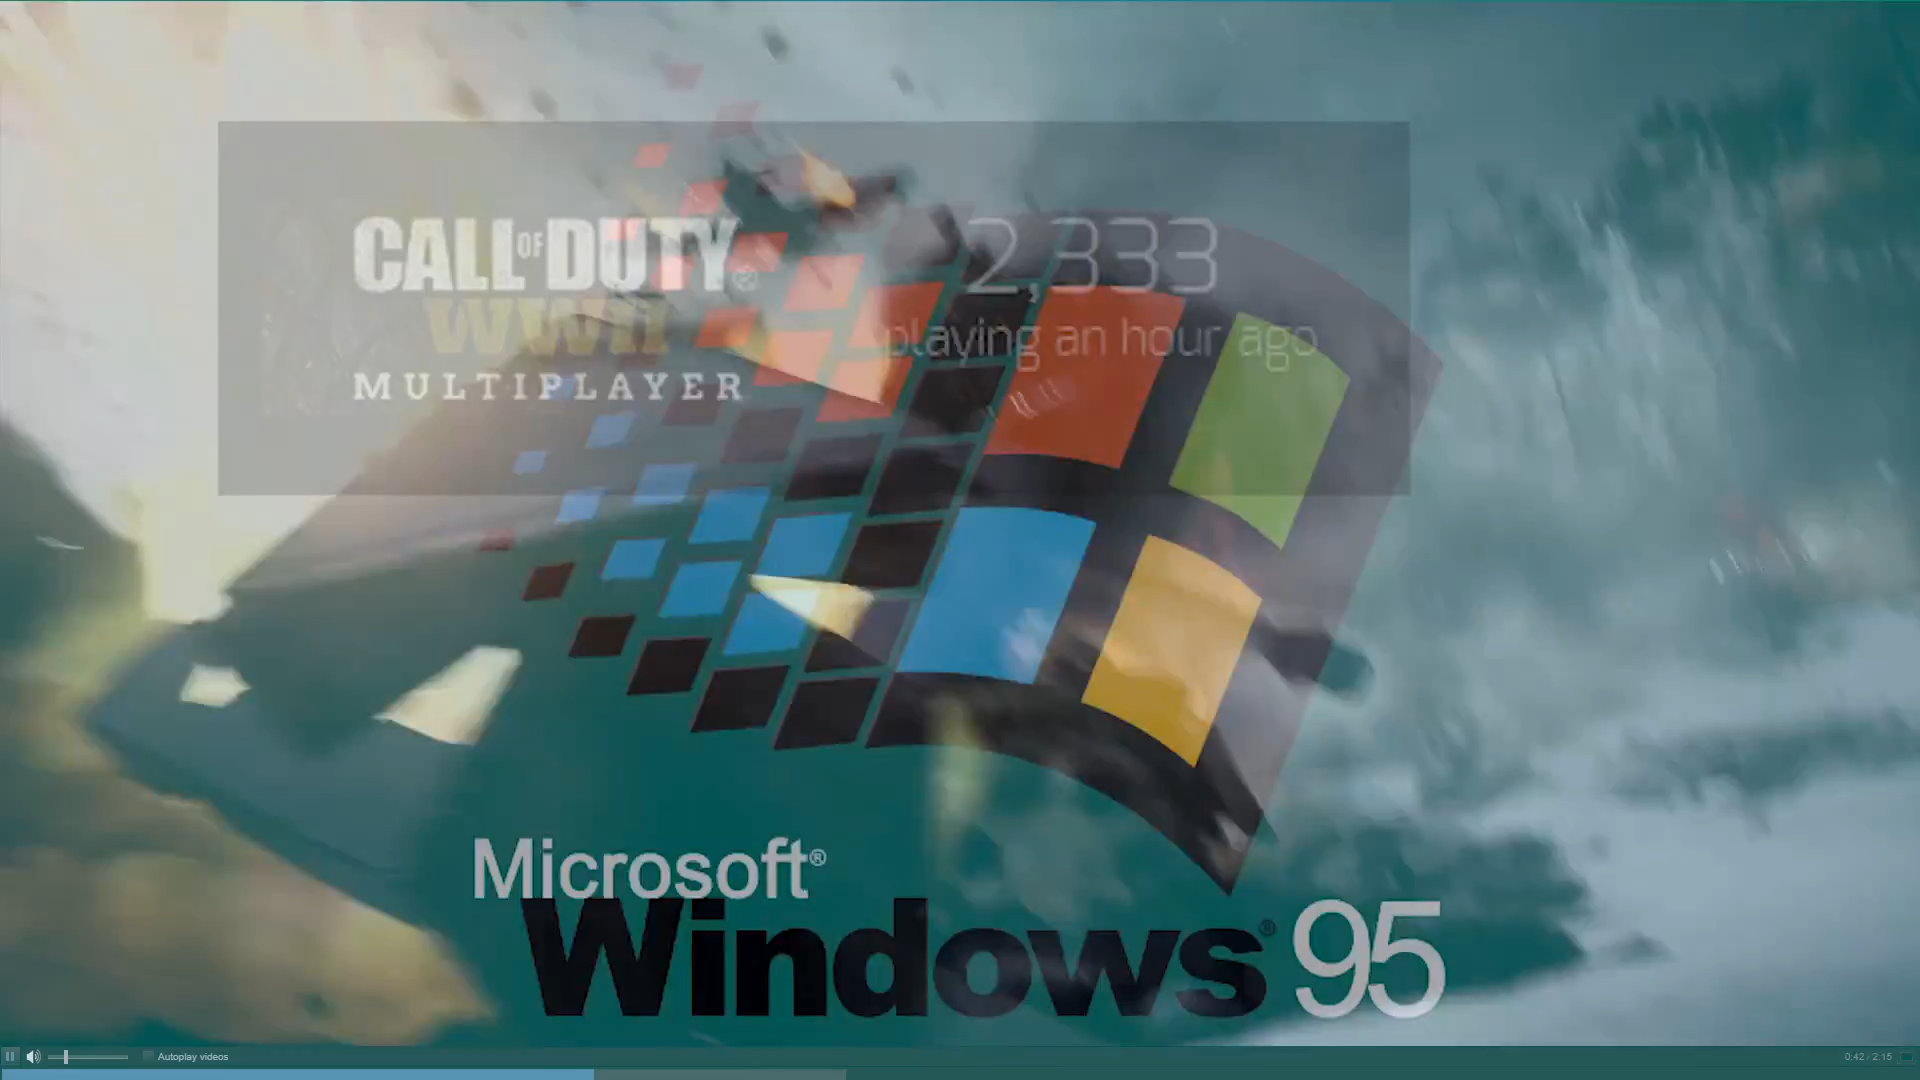 CALL OF DUTY®
WWII
MULTIPLAYER
2,333
playing an hour ago
Microsoft®
Windows® 95
Autoplay videos
0:42 / 2:15